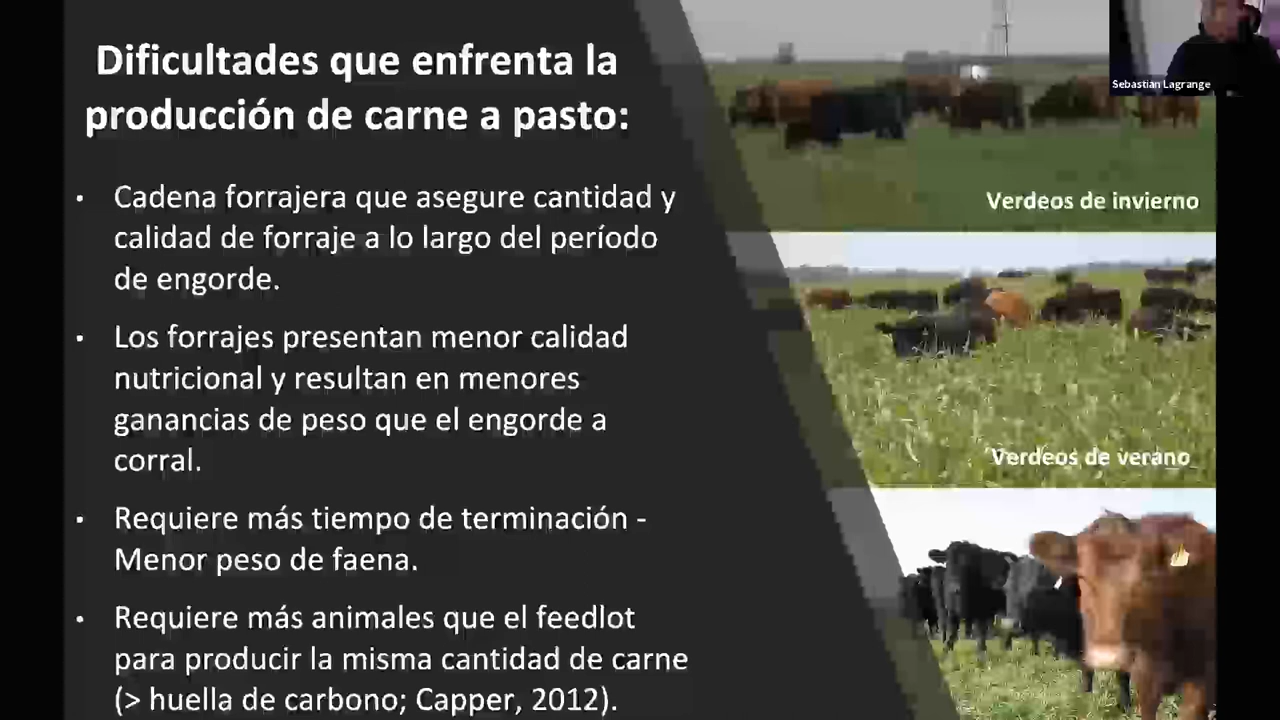 Dificultades que enfrenta la
producción de carne a pasto:
• Cadena forrajera que asegure cantidad y
calidad de forraje a lo largo del período
de engorde.
• Los forrajes presentan menor calidad
nutricional y resultan en menores
ganancias de peso que el engorde a
corral.
• Requiere más tiempo de terminación -
Menor peso de faena.
• Requiere más animales que el feedlot
para producir la misma cantidad de carne
(> huella de carbono; Capper, 2012).
Sebastian Lagrange
Verdeos de invierno
Verdeos de verano